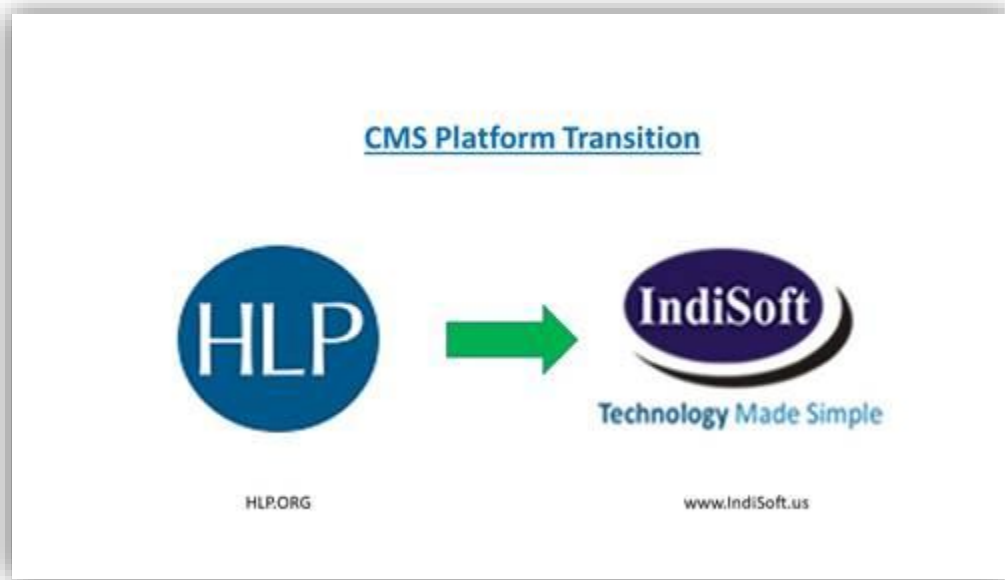 CMS Platform Transition
HLP
IndiSoft
Technology Made Simple
HLP.ORG
www.IndiSoft.us